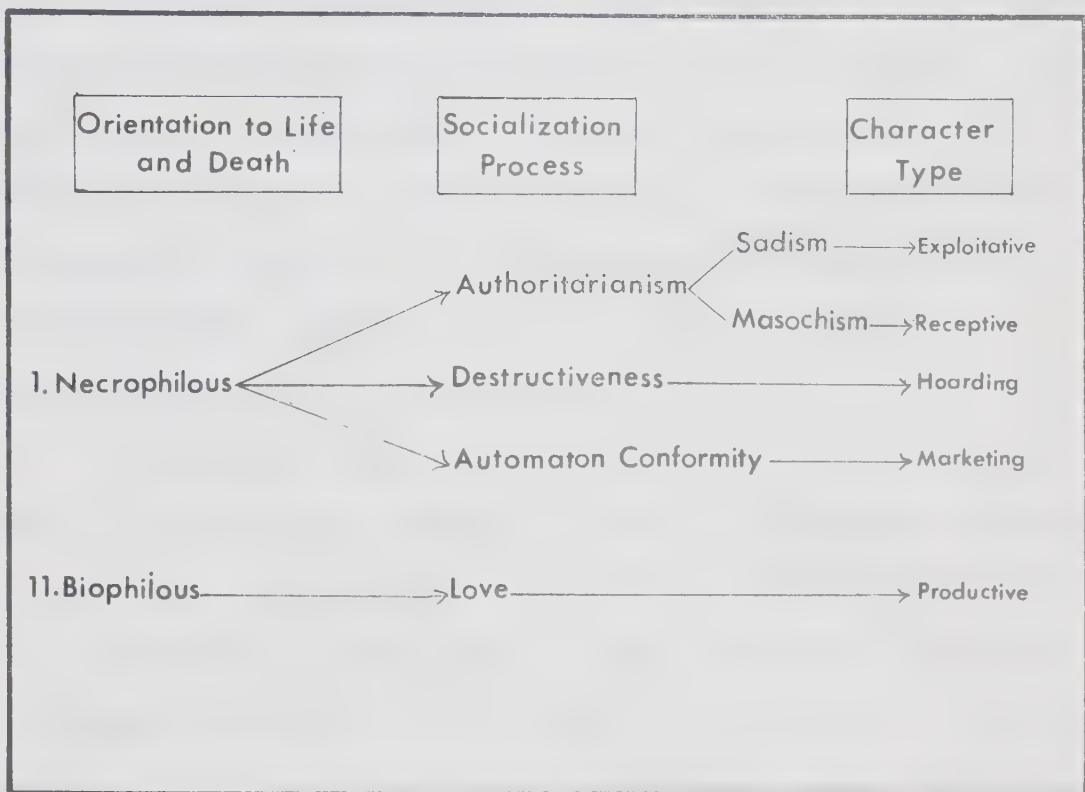 Orientation to Life
and Death
Socialization
Process
Character
Type
Sadism
Exploitative
Authoritarianism
Masochism
Receptive
1. Necrophilous
Destructiveness
Hoarding
Automaton Conformity
Marketing
11. Biophilous
Love
Productive